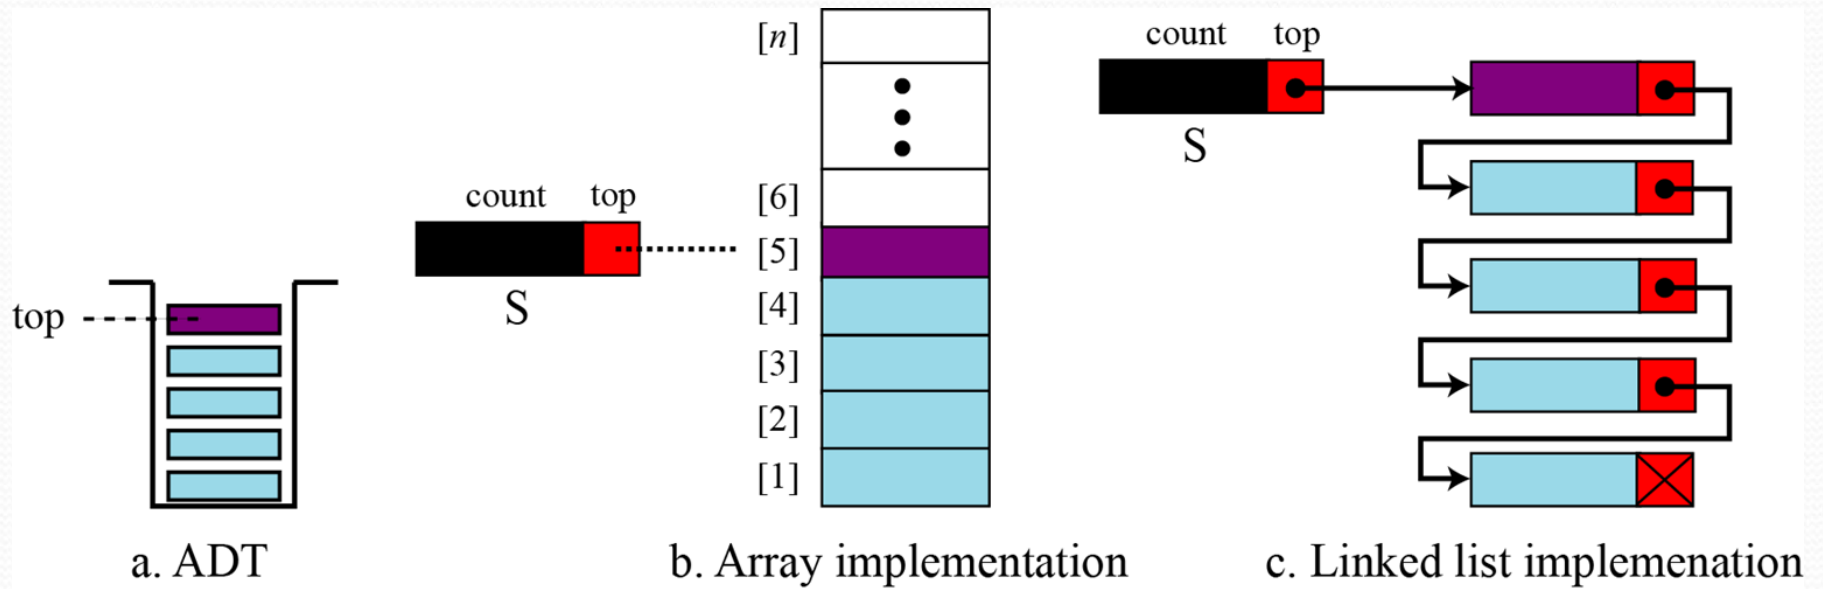 top
a. ADT
count top
S
[n]
[6]
[5]
[4]
[3]
[2]
[1]
b. Array implementation
count top
S
c. Linked list implemenation